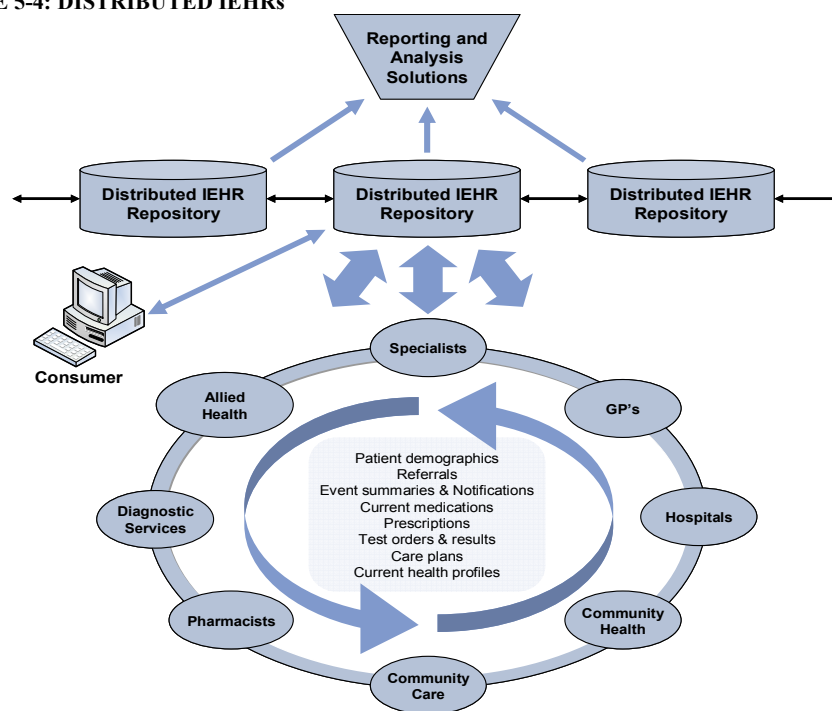 E 5-4: DISTRIBUTED IEHRs
Reporting and
Analysis
Solutions
Distributed IEHR
Repository
Distributed IEHR
Repository
Distributed IEHR
Repository
Consumer
Specialists
Allied
Health
GP's
Patient demographics
Referrals
Event summaries & Notifications
Current medications
Prescriptions
Test orders & results
Care plans
Current health profiles
Diagnostic
Services
Hospitals
Pharmacists
Community
Health
Community
Care